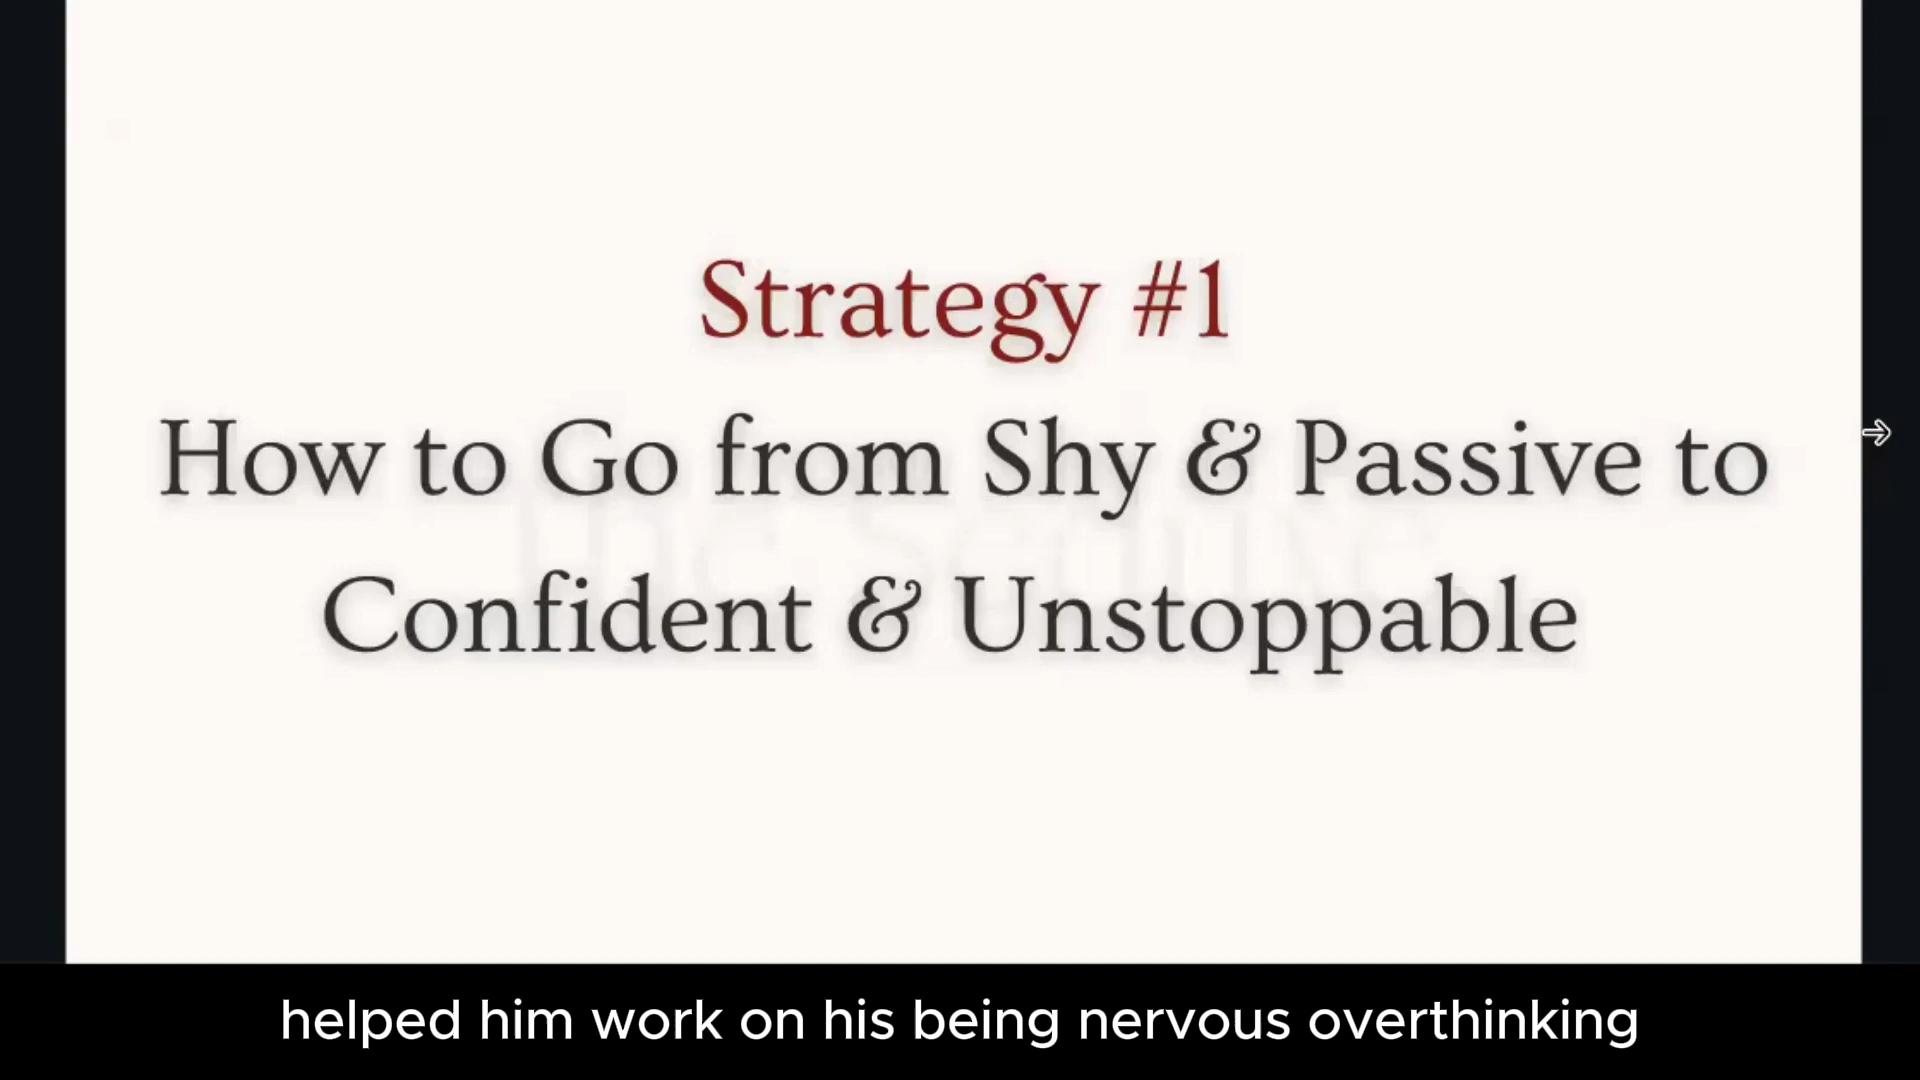 Strategy #1
How to Go from Shy & Passive to
Confident & Unstoppable
helped him work on his being nervous overthinking